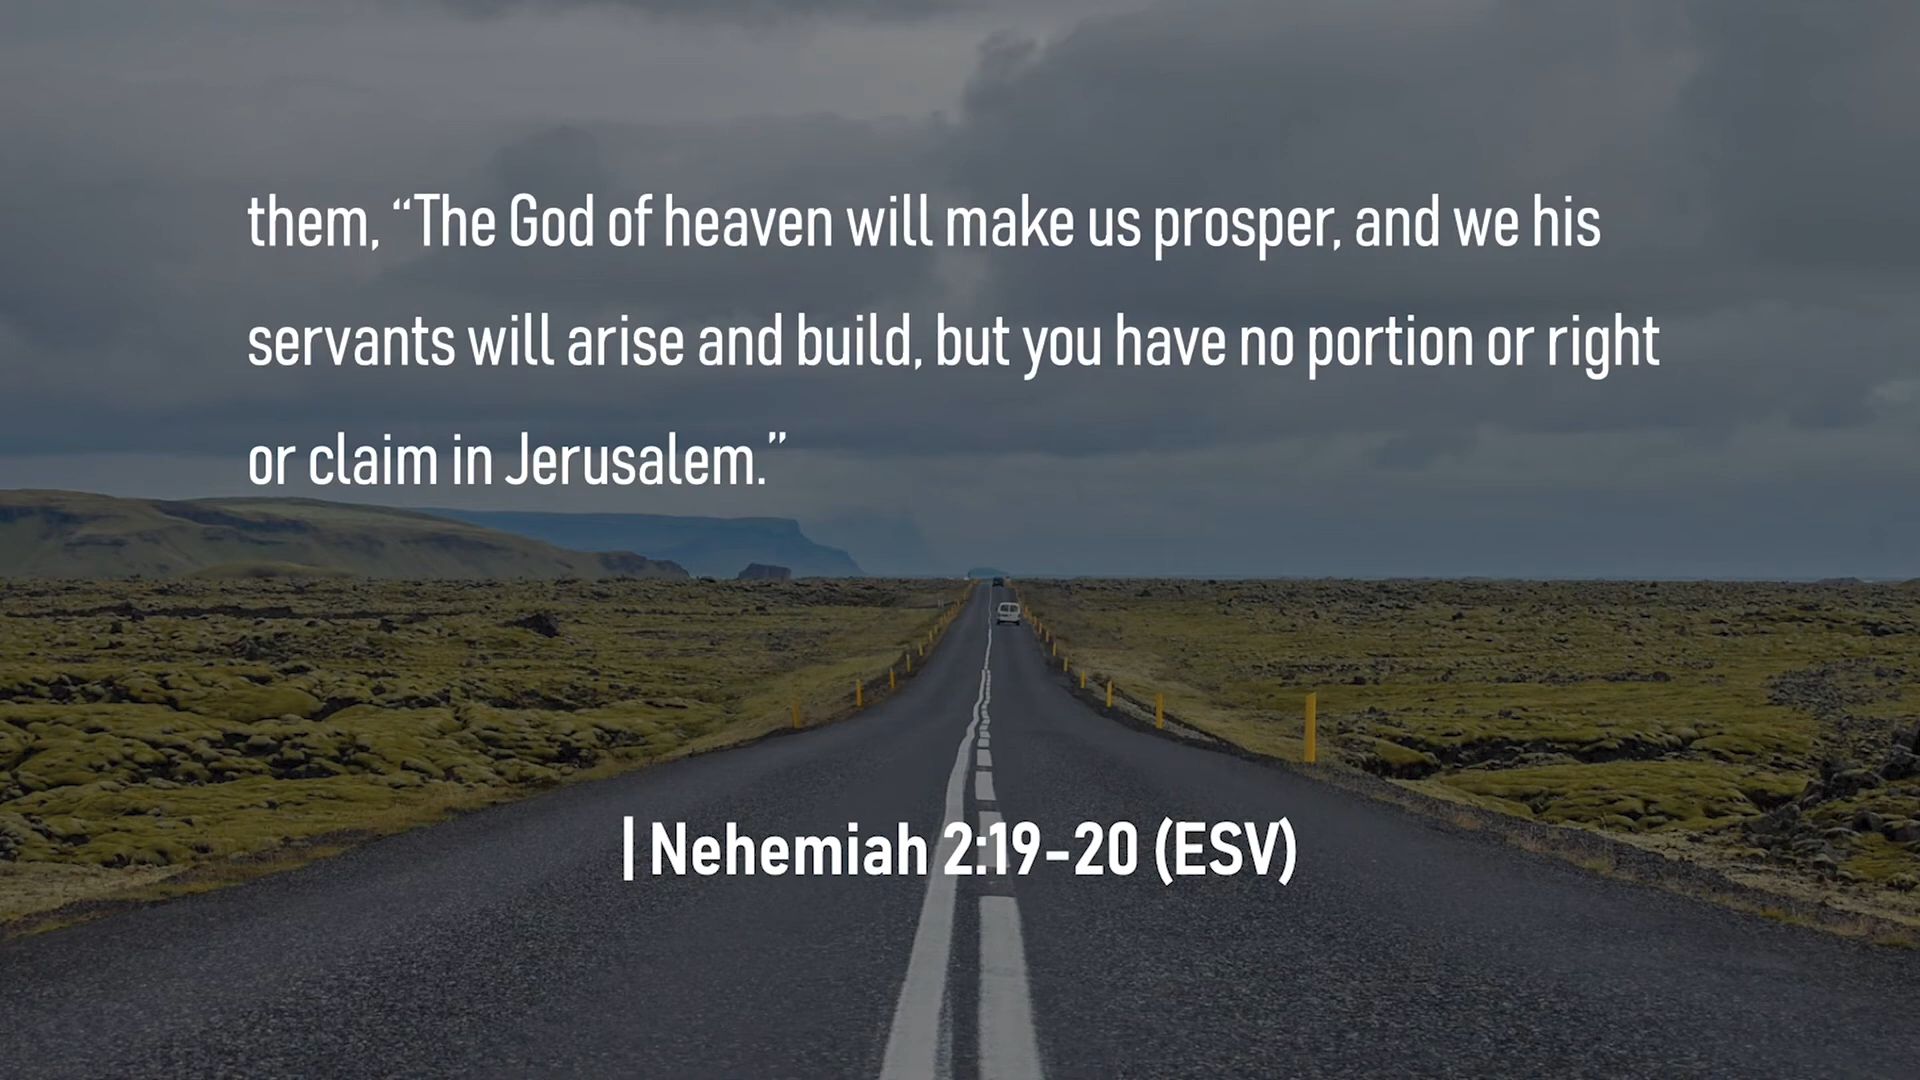 them, “The God of heaven will make us prosper, and we his
servants will arise and build, but you have no portion or right
or claim in Jerusalem.”
| Nehemiah 2:19-20 (ESV)